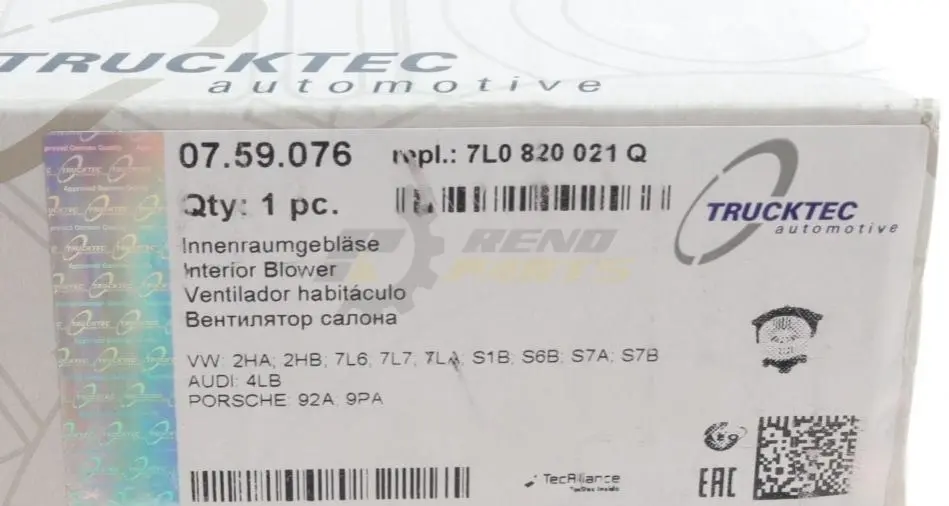 TRUCKTEC
automotive
07.59.076 repl.: 7L0 820 021 Q
Qty: 1 pc.
TRUCKTEC
automotive
RENO
PARTS
Innenraumgebläse
Interior Blower
Ventilador habitáculo
Вентилятор салона
VW: 2HA; 2HB; 7L6, 7L7, 7LA; S1B; S6B; S7A; S7B
AUDI: 4LB
PORSCHE: 92A; 9PA
TecAlliance
EAC